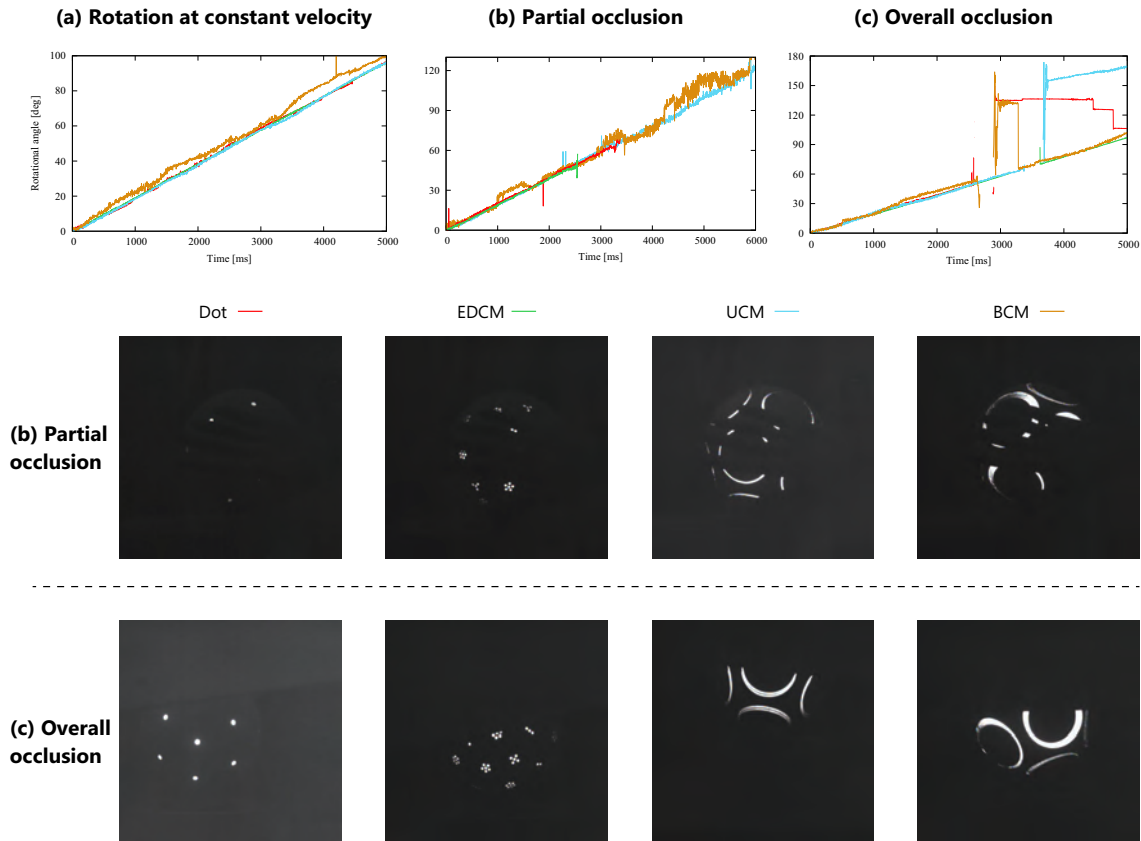 (a) Rotation at constant velocity
(b) Partial occlusion
(c) Overall occlusion
100
80
60
40
20
0
Rotational angle [deg]
0
1000
2000
3000
4000
5000
Time [ms]
120
90
60
30
0
0
1000
2000
3000
4000
5000
6000
Time [ms]
180
150
120
90
60
30
0
0
1000
2000
3000
4000
5000
Time [ms]
Dot
EDCM
UCM
BCM
(b) Partial
occlusion
(c) Overall
occlusion